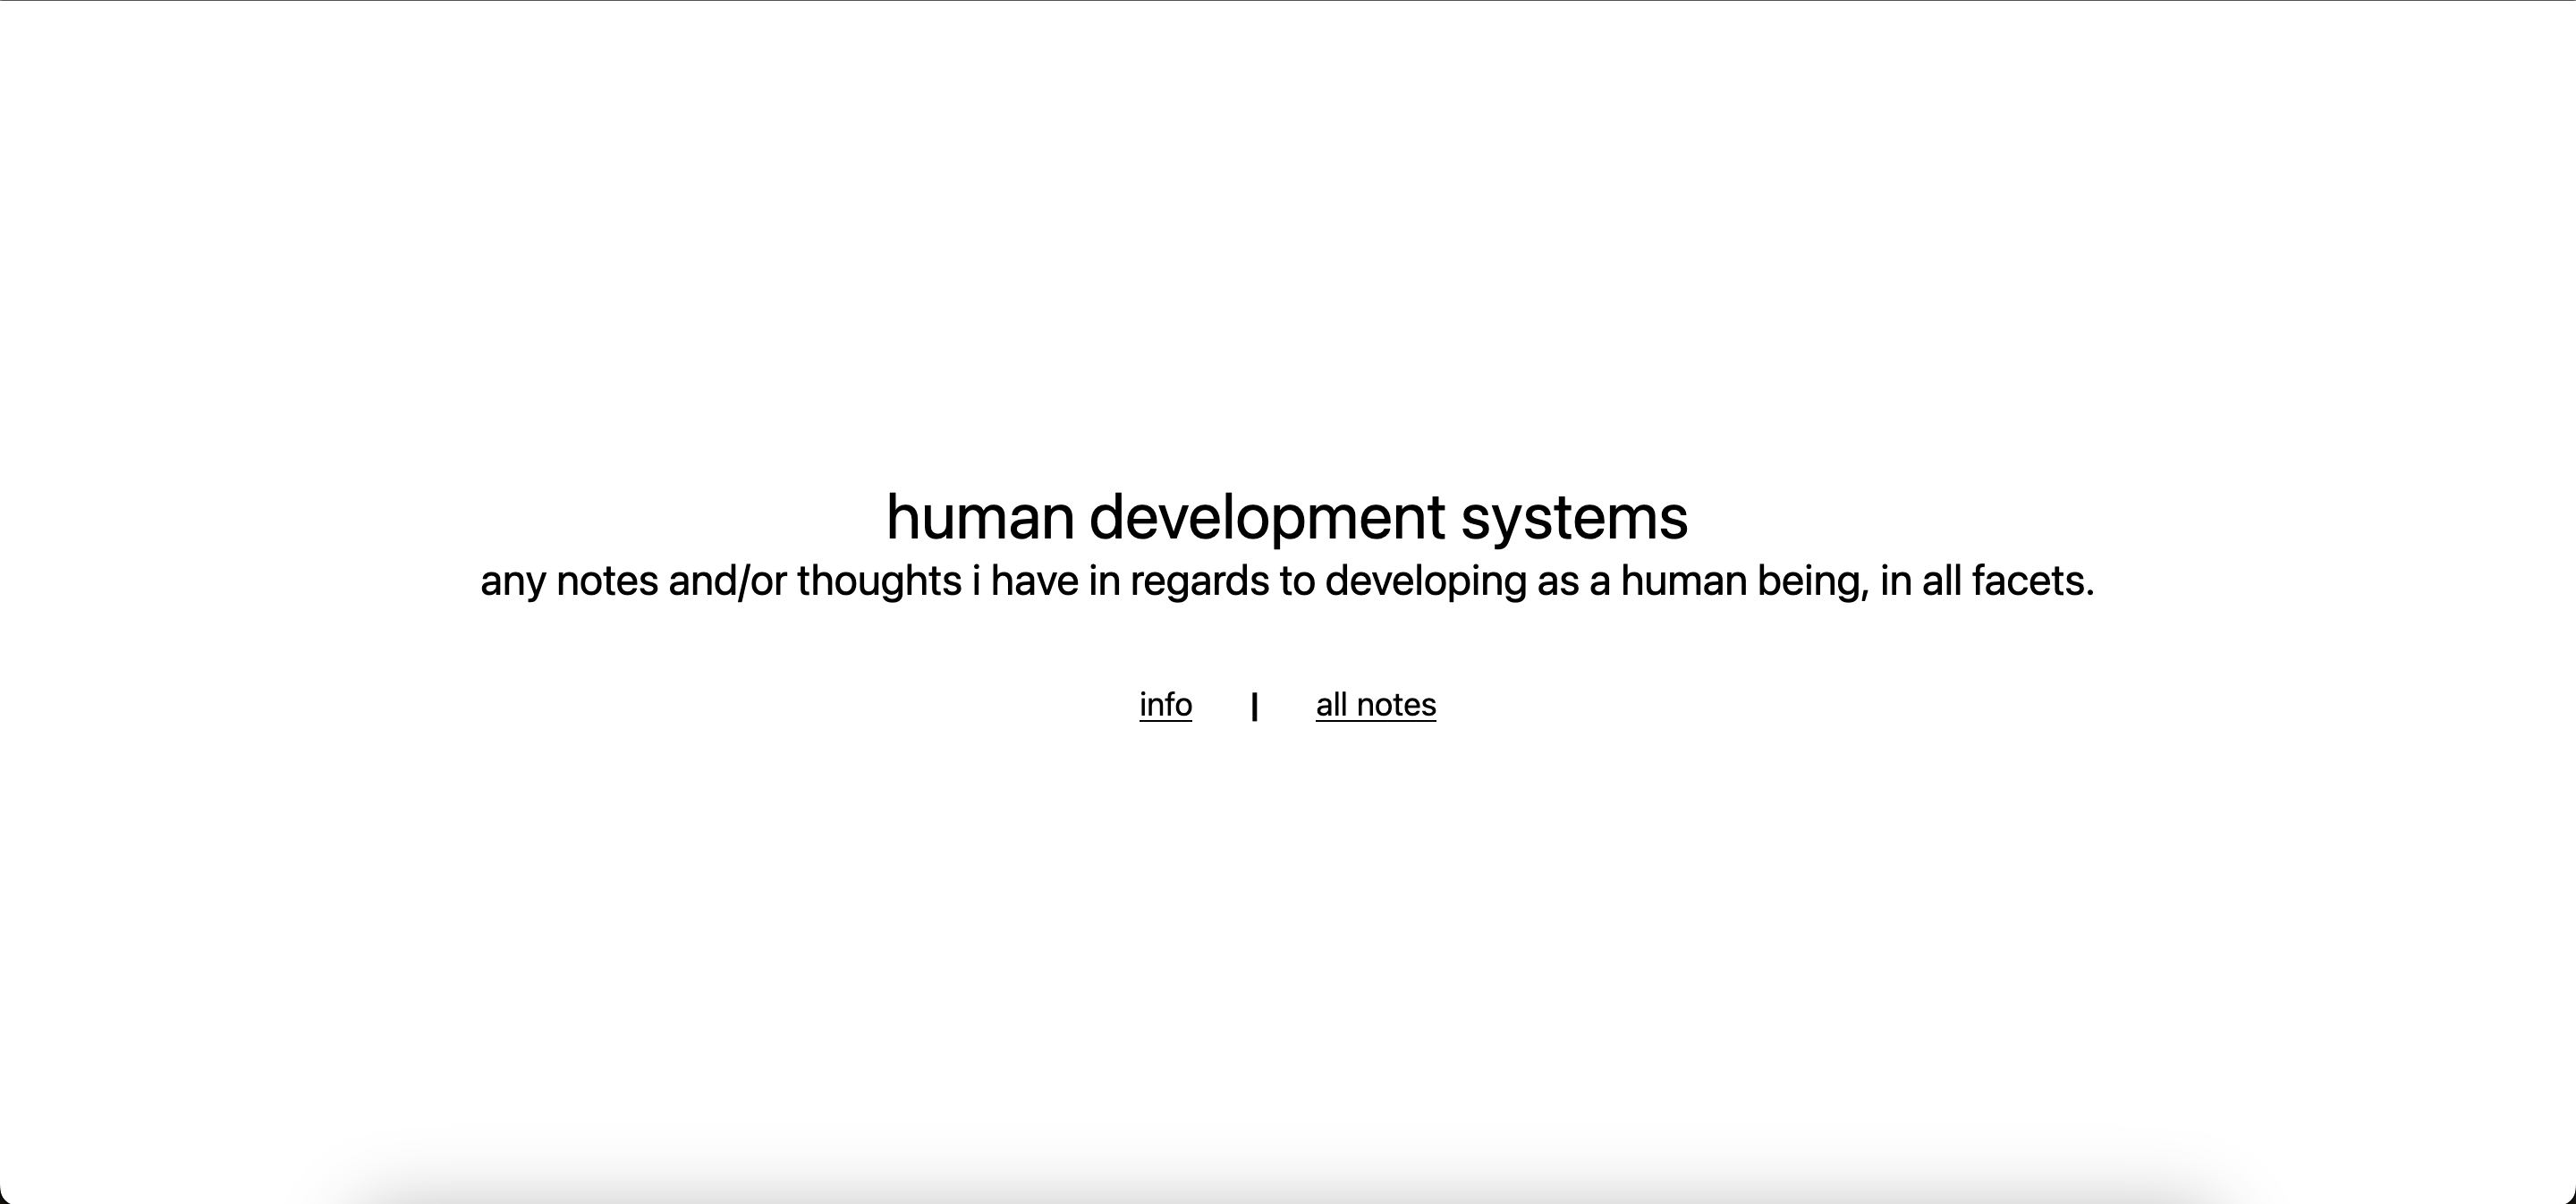 human development systems
any notes and/or thoughts i have in regards to developing as a human being, in all facets.
info | all notes